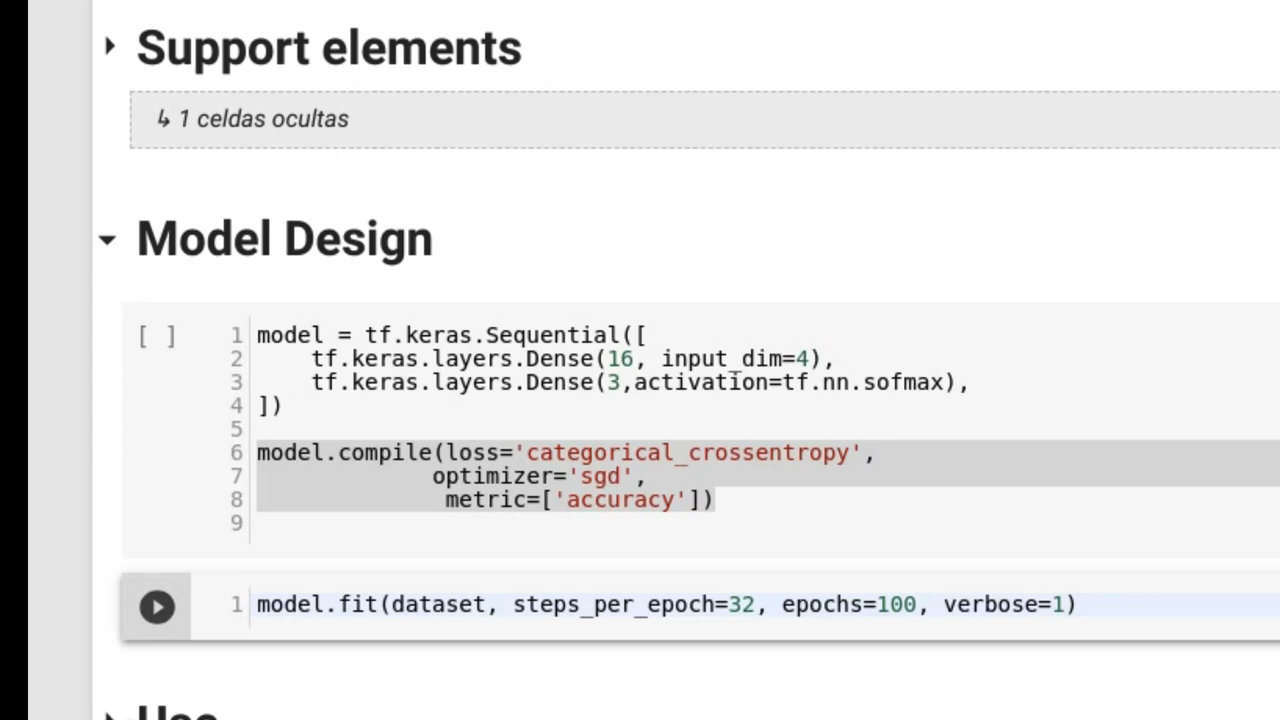 Support elements
↳ 1 celdas ocultas
Model Design
[ ]
1 model = tf.keras.Sequential([
2     tf.keras.layers.Dense(16, input_dim=4),
3     tf.keras.layers.Dense(3,activation=tf.nn.sofmax),
4 ])
5
6 model.compile(loss='categorical_crossentropy',
7              optimizer='sgd',
8               metric=['accuracy'])
9
1 model.fit(dataset, steps_per_epoch=32, epochs=100, verbose=1)
Use